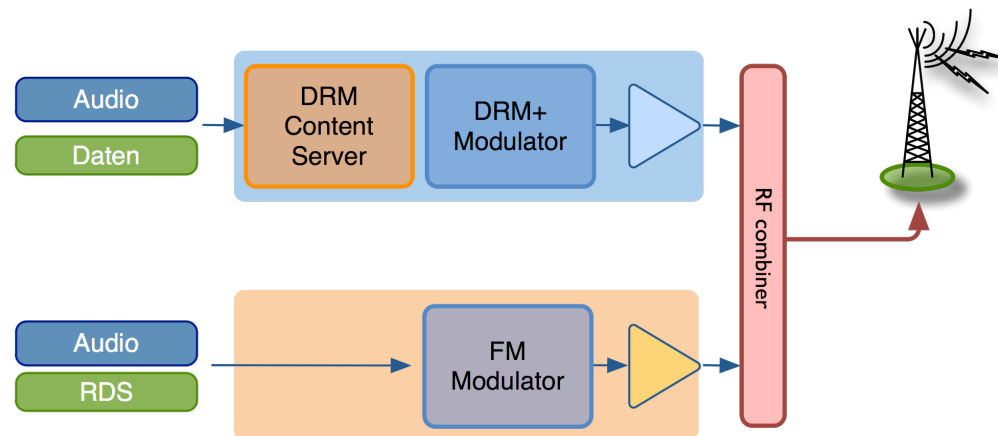 Audio
Daten
DRM
Content
Server
DRM+
Modulator
RF combiner
Audio
RDS
FM
Modulator